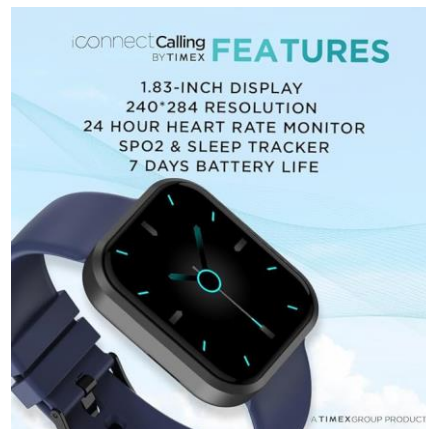 iconnect Calling
BY TIMEX
FEATURES
1.83-INCH DISPLAY
240*284 RESOLUTION
24 HOUR HEART RATE MONITOR
SPO2 & SLEEP TRACKER
7 DAYS BATTERY LIFE
A TIMEX GROUP PRODUCT